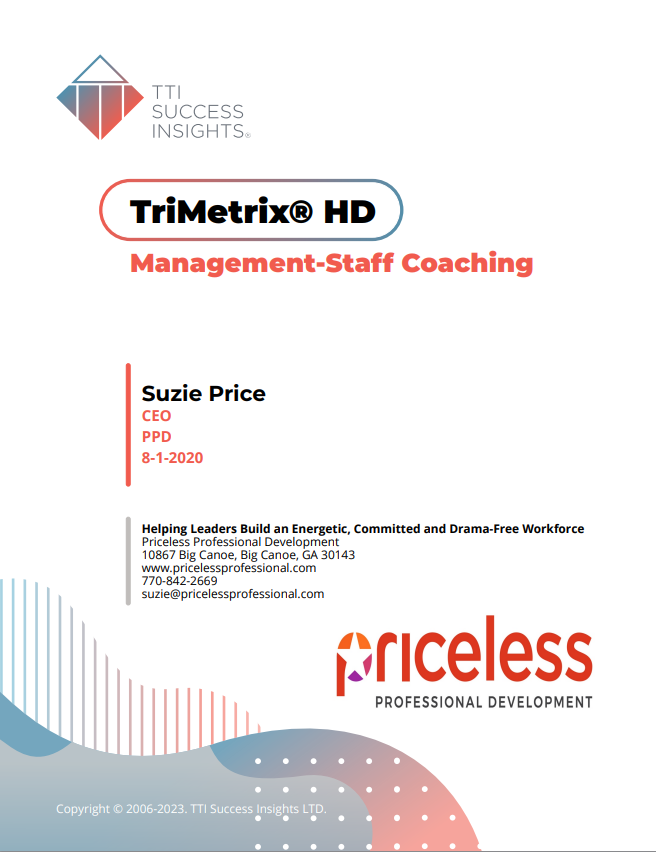 TTI
SUCCESS
INSIGHTS®
TriMetrix® HD
Management-Staff Coaching
Suzie Price
CEO
PPD
8-1-2020
Helping Leaders Build an Energetic, Committed and Drama-Free Workforce
Priceless Professional Development
10867 Big Canoe, Big Canoe, GA 30143
www.pricelessprofessional.com
770-842-2669
suzie@pricelessprofessional.com
priceless
PROFESSIONAL DEVELOPMENT
Copyright © 2006-2023. TTI Success Insights LTD.